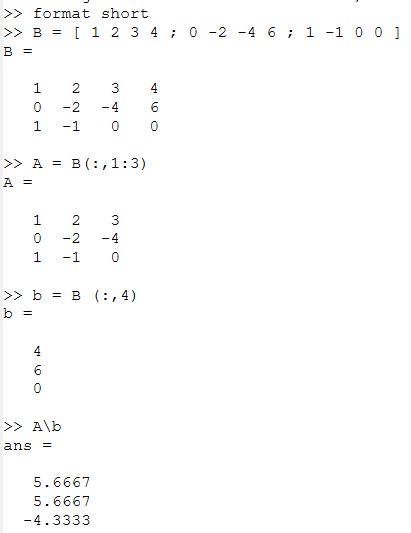 >> format short
>> B = [ 1 2 3 4 ; 0 -2 -4 6 ; 1 -1 0 0 ]
B =
1 2 3 4
0 -2 -4 6
1 -1 0 0
>> A = B(:,1:3)
A =
1 2 3
0 -2 -4
1 -1 0
>> b = B (:,4)
b =
4
6
0
>> A\b
ans =
5.6667
5.6667
-4.3333